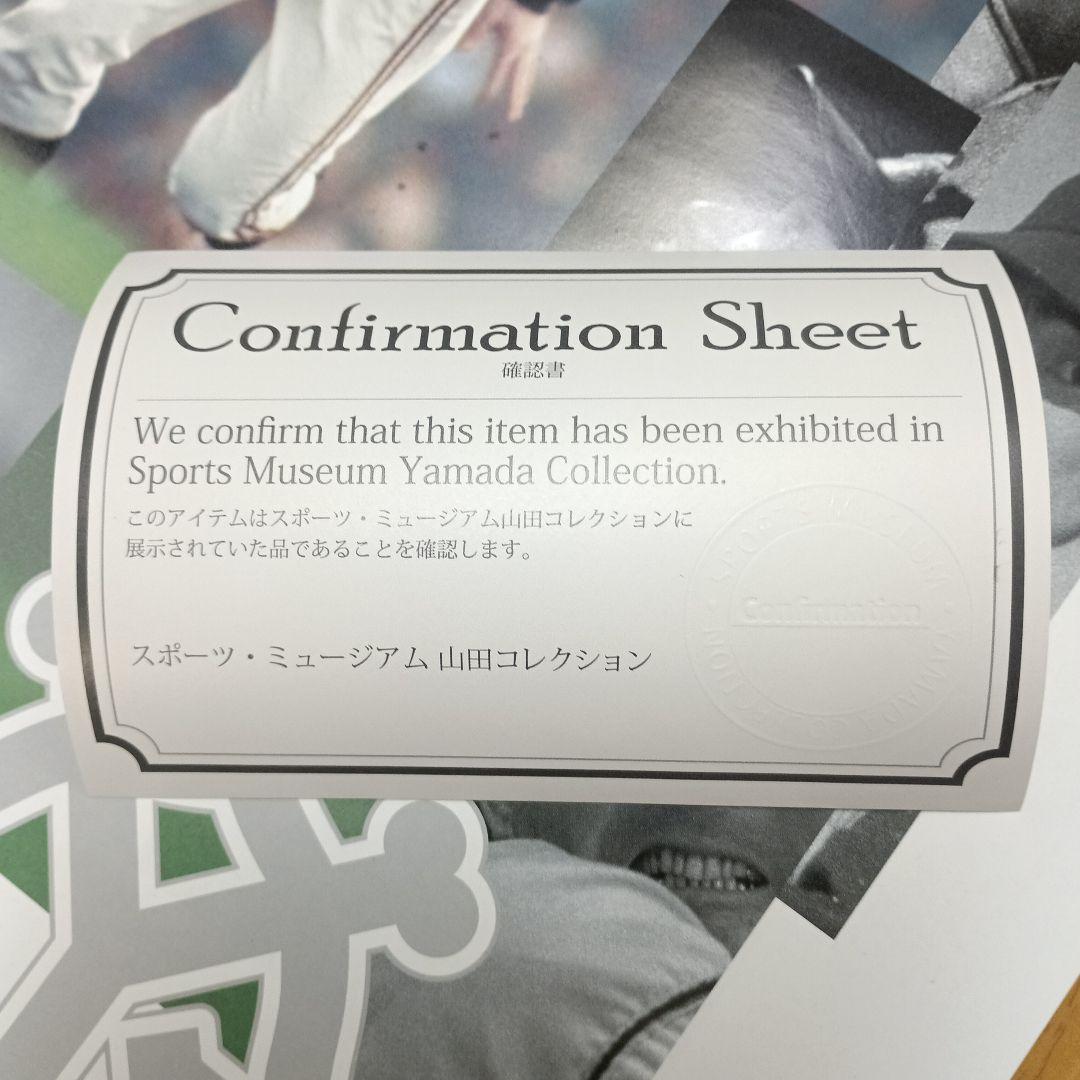 Confirmation Sheet
確認書
We confirm that this item has been exhibited in
Sports Museum Yamada Collection.
このアイテムはスポーツ・ミュージアム山田コレクションに
展示されていた品であることを確認します。
スポーツ・ミュージアム 山田コレクション
SPORTS MUSEUM
Confirmation
YAMADA COLLECTION